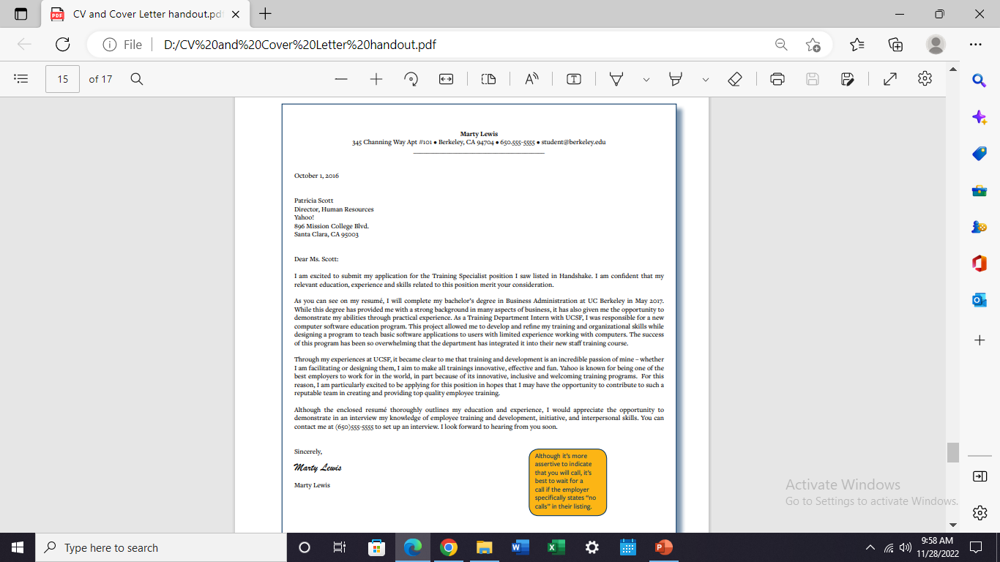 CV and Cover Letter handout.pdf
File
D:/CV%20and%20Cover%20Letter%20handout.pdf
15 of 17
Marty Lewis
345 Channing Way Apt #101 • Berkeley, CA 94704 • 650.555-5555 • student@berkeley.edu
October 1, 2016
Patricia Scott
Director, Human Resources
Yahoo!
896 Mission College Blvd.
Santa Clara, CA 95003
Dear Ms. Scott:
I am excited to submit my application for the Training Specialist position I saw listed in Handshake. I am confident that my
relevant education, experience and skills related to this position merit your consideration.
As you can see on my resumé, I will complete my bachelor's degree in Business Administration at UC Berkeley in May 2017.
While this degree has provided me with a strong background in many aspects of business, it has also given me the opportunity to
demonstrate my abilities through practical experience. As a Training Department Intern with UCSF, I was responsible for a new
computer software education program. This project allowed me to develop and refine my training and organizational skills while
designing a program to teach basic software applications to users with limited experience working with computers. The success
of this program has been so overwhelming that the department has integrated it into their new staff training course.
Through my experiences at UCSF, it became clear to me that training and development is an incredible passion of mine – whether
I am facilitating or designing them, I aim to make all trainings innovative, effective and fun. Yahoo is known for being one of the
best employers to work for in the world, in part because of its innovative, inclusive and welcoming training programs. For this
reason, I am particularly excited to be applying for this position in hopes that I may have the opportunity to contribute to such a
reputable team in creating and providing top quality employee training.
Although the enclosed resumé thoroughly outlines my education and experience, I would appreciate the opportunity to
demonstrate in an interview my knowledge of employee training and development, initiative, and interpersonal skills. You can
contact me at (650)555-5555 to set up an interview. I look forward to hearing from you soon.
Sincerely,
Marty Lewis
Marty Lewis
Although it's more
assertive to indicate
that you will call, it's
best to wait for a
call if the employer
specifically states "no
calls" in their listing.
Activate Windows
Go to Settings to activate Windows.
Type here to search
9:58 AM
11/28/2022